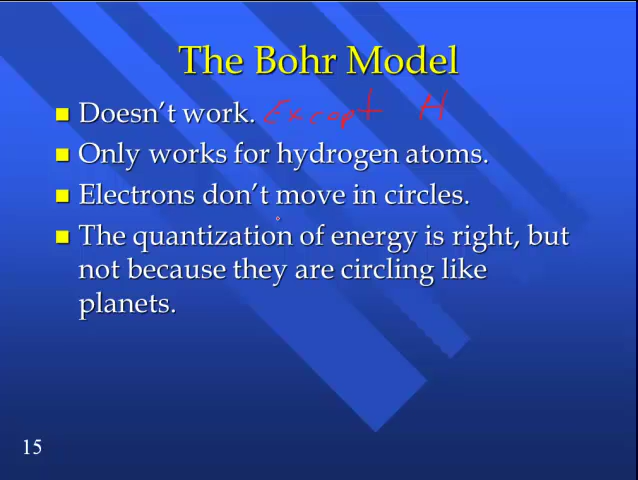 The Bohr Model
Doesn't work. Except H
Only works for hydrogen atoms.
Electrons don't move in circles.
The quantization of energy is right, but
not because they are circling like
planets.
15